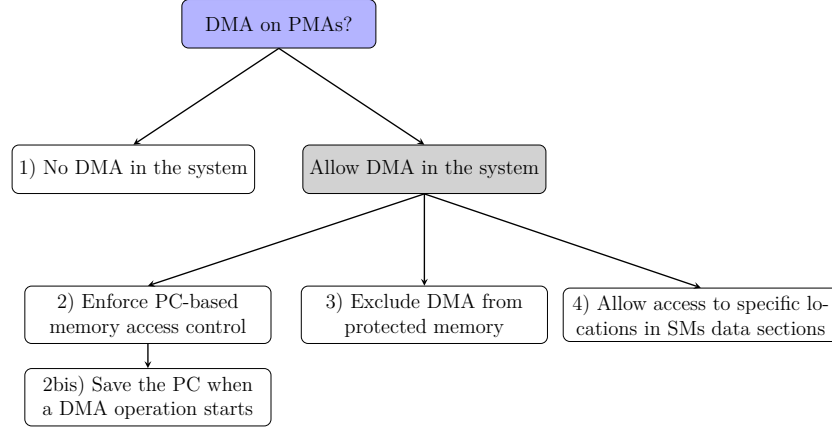 DMA on PMAs?
1) No DMA in the system
Allow DMA in the system
2) Enforce PC-based
memory access control
3) Exclude DMA from
protected memory
4) Allow access to specific lo-
cations in SMs data sections
2bis) Save the PC when
a DMA operation starts